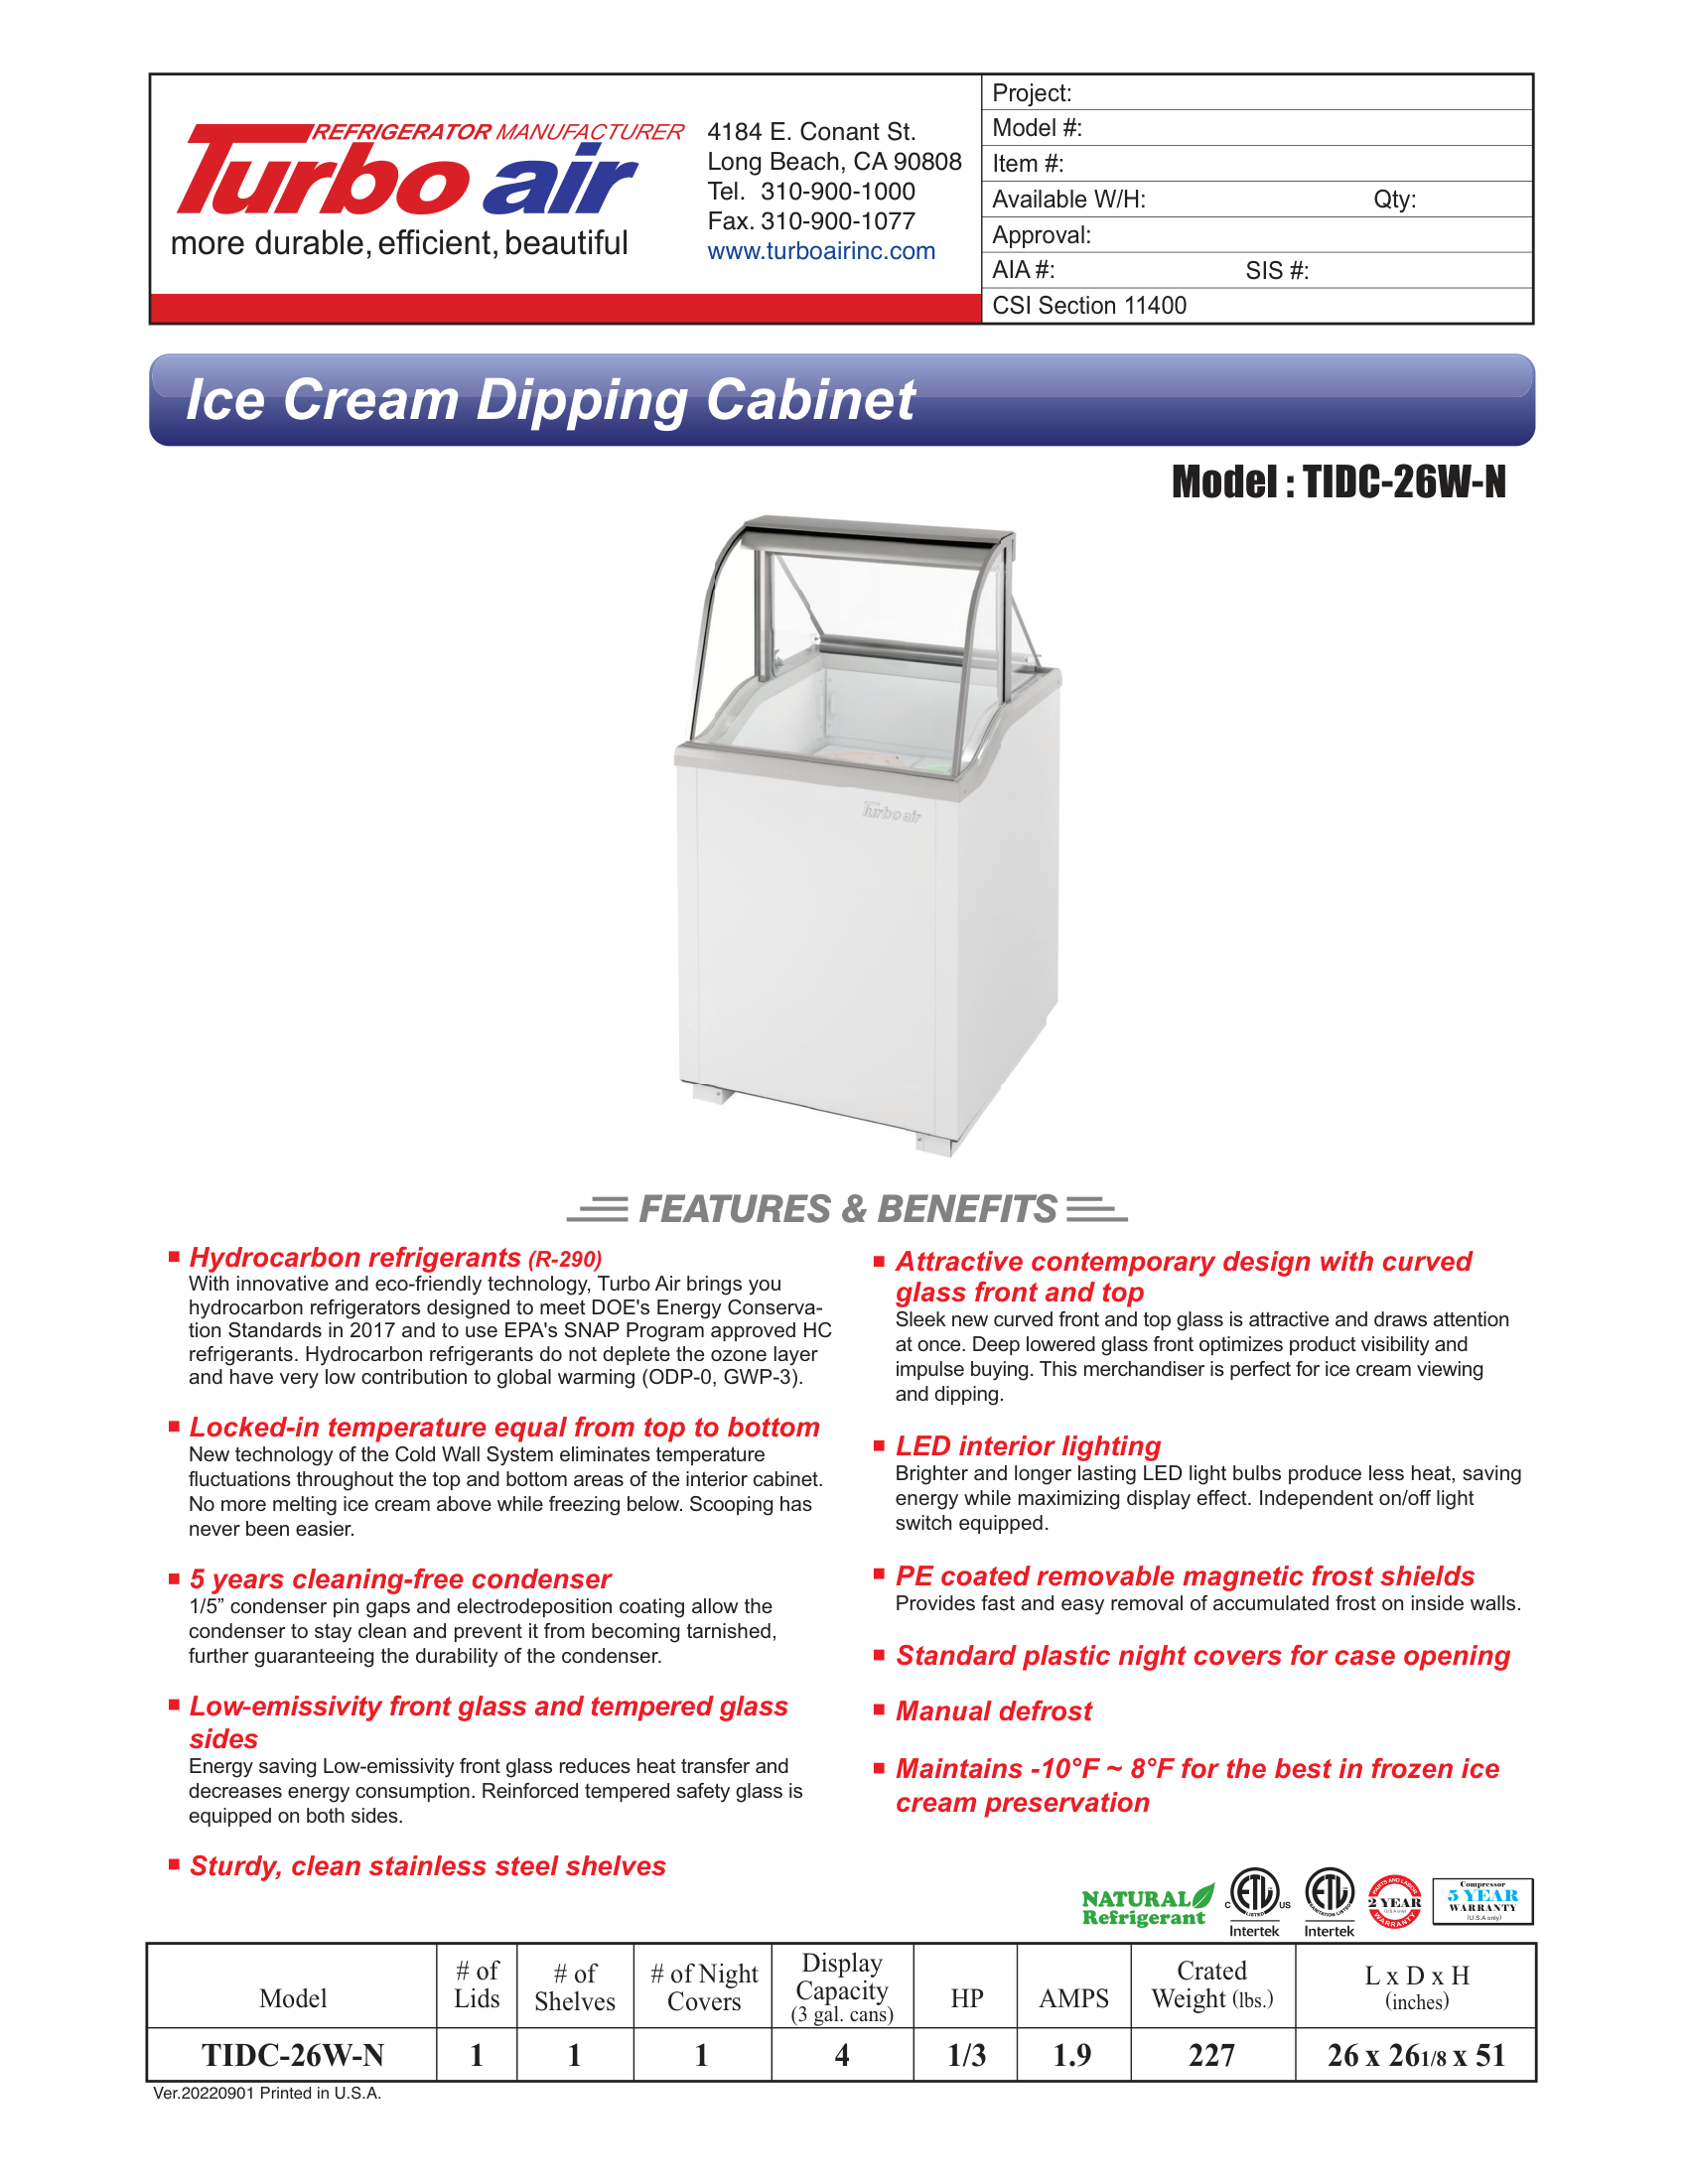 REFRIGERATOR MANUFACTURER
Turbo air
more durable, efficient, beautiful
4184 E. Conant St.
Long Beach, CA 90808
Tel. 310-900-1000
Fax. 310-900-1077
www.turboairinc.com
Project:
Model #:
Item #:
Available W/H: Qty:
Approval:
AIA #: SIS #:
CSI Section 11400
Ice Cream Dipping Cabinet
Model : TIDC-26W-N
Turbo air
FEATURES & BENEFITS
Hydrocarbon refrigerants (R-290)
With innovative and eco-friendly technology, Turbo Air brings you
hydrocarbon refrigerators designed to meet DOE's Energy Conserva-
tion Standards in 2017 and to use EPA's SNAP Program approved HC
refrigerants. Hydrocarbon refrigerants do not deplete the ozone layer
and have very low contribution to global warming (ODP-0, GWP-3).
Locked-in temperature equal from top to bottom
New technology of the Cold Wall System eliminates temperature
fluctuations throughout the top and bottom areas of the interior cabinet.
No more melting ice cream above while freezing below. Scooping has
never been easier.
5 years cleaning-free condenser
1/5” condenser pin gaps and electrodeposition coating allow the
condenser to stay clean and prevent it from becoming tarnished,
further guaranteeing the durability of the condenser.
Low-emissivity front glass and tempered glass
sides
Energy saving Low-emissivity front glass reduces heat transfer and
decreases energy consumption. Reinforced tempered safety glass is
equipped on both sides.
Sturdy, clean stainless steel shelves
Attractive contemporary design with curved
glass front and top
Sleek new curved front and top glass is attractive and draws attention
at once. Deep lowered glass front optimizes product visibility and
impulse buying. This merchandiser is perfect for ice cream viewing
and dipping.
LED interior lighting
Brighter and longer lasting LED light bulbs produce less heat, saving
energy while maximizing display effect. Independent on/off light
switch equipped.
PE coated removable magnetic frost shields
Provides fast and easy removal of accumulated frost on inside walls.
Standard plastic night covers for case opening
Manual defrost
Maintains -10°F ~ 8°F for the best in frozen ice
cream preservation
NATURAL
Refrigerant
C ETL US
LISTED
Intertek
ETL
SANITATION LISTED
Intertek
PARTS AND LABOR
2 YEAR
(U.S.A only)
WARRANTY
Compressor
5 YEAR
WARRANTY
(U.S.A only)
Model # of Lids # of Shelves # of Night Covers Display Capacity (3 gal. cans) HP AMPS Crated Weight (lbs.) L x D x H (inches)
TIDC-26W-N 1 1 1 4 1/3 1.9 227 26 x 26 1/8 x 51
Ver.20220901 Printed in U.S.A.